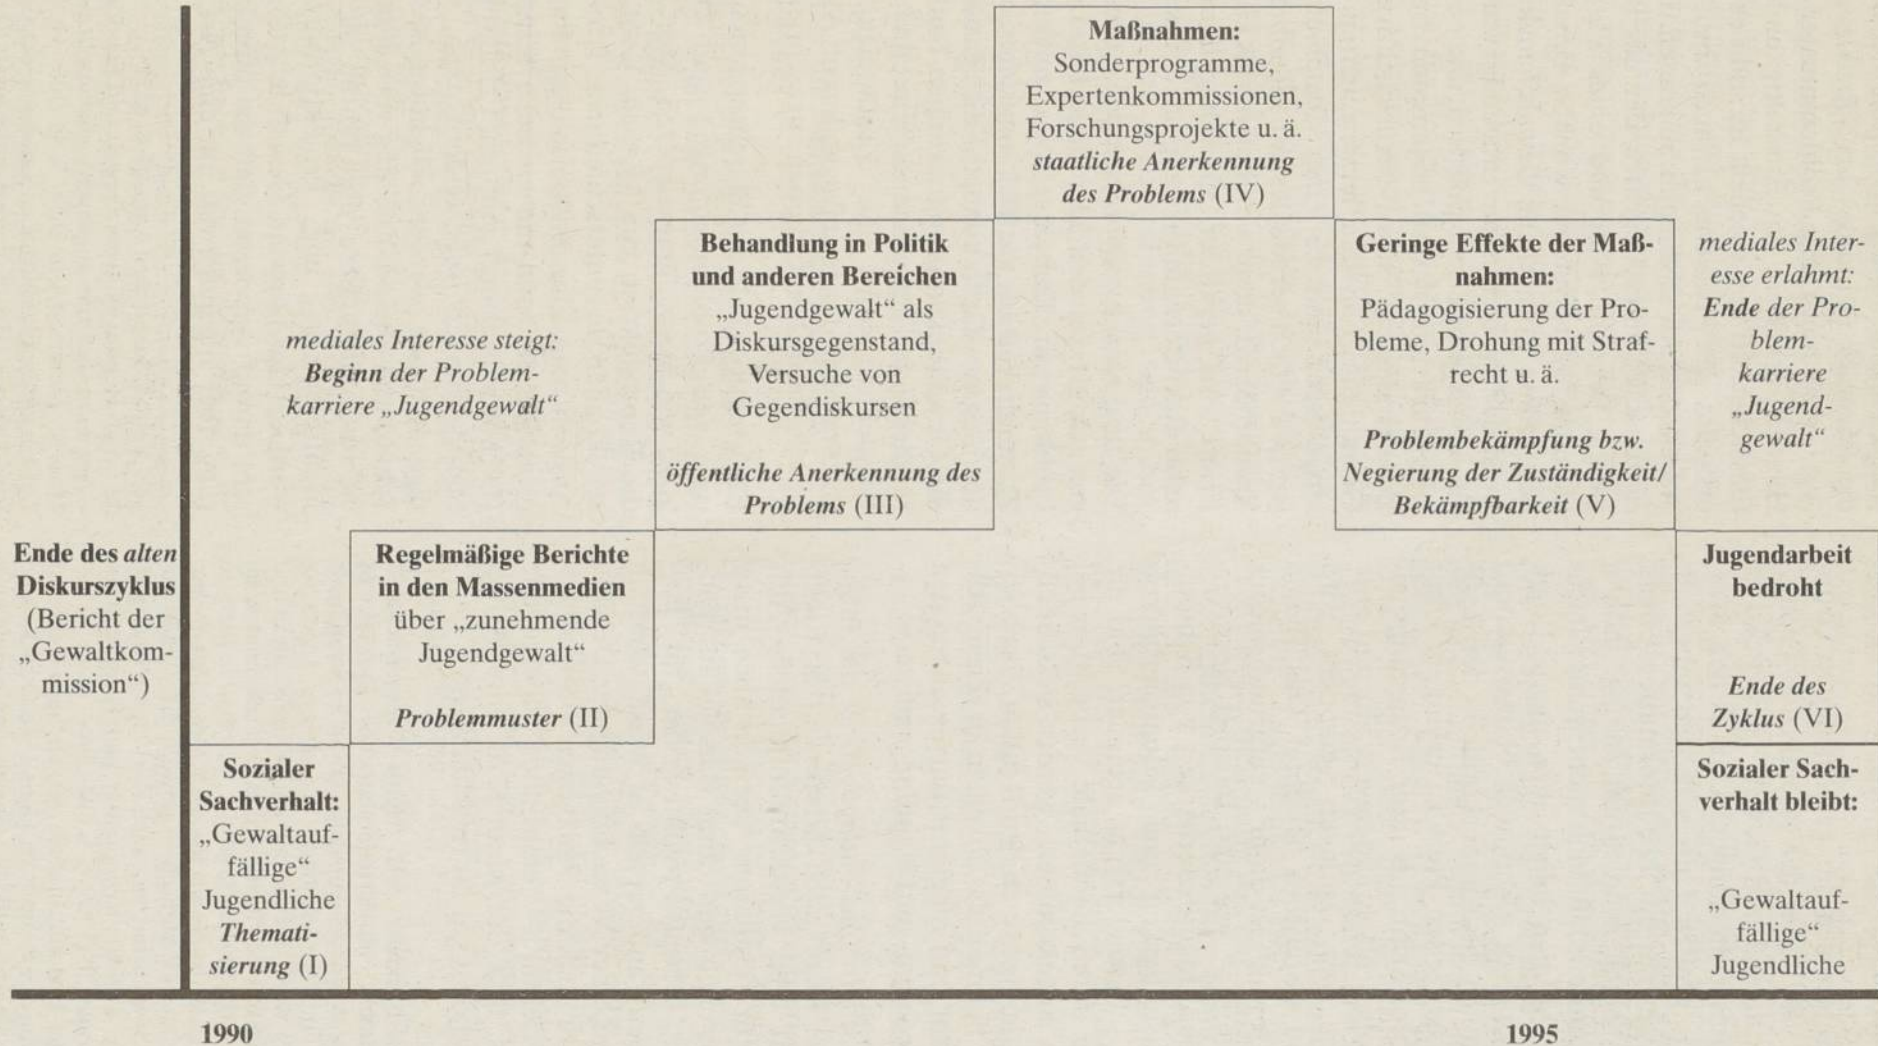 Maßnahmen:
Sonderprogramme,
Expertenkommissionen,
Forschungsprojekte u. ä.
staatliche Anerkennung
des Problems (IV)
Behandlung in Politik
und anderen Bereichen
„Jugendgewalt“ als
Diskursgegenstand,
Versuche von
Gegendiskursen
öffentliche Anerkennung des
Problems (III)
Geringe Effekte der Maß-
nahmen:
Pädagogisierung der Pro-
bleme, Drohung mit Straf-
recht u. ä.
Problembekämpfung bzw.
Negierung der Zuständigkeit/
Bekämpfbarkeit (V)
mediales Inter-
esse erlahmt:
Ende der Pro-
blem-
karriere
„Jugend-
gewalt“
mediales Interesse steigt:
Beginn der Problem-
karriere „Jugendgewalt“
Ende des alten
Diskurszyklus
(Bericht der
„Gewaltkom-
mission“)
Regelmäßige Berichte
in den Massenmedien
über „zunehmende
Jugendgewalt“
Problemmuster (II)
Jugendarbeit
bedroht
Ende des
Zyklus (VI)
Sozialer
Sachverhalt:
„Gewaltauf-
fällige“
Jugendliche
Themati-
sierung (I)
Sozialer Sach-
verhalt bleibt:
„Gewaltauf-
fällige“
Jugendliche
1990
1995